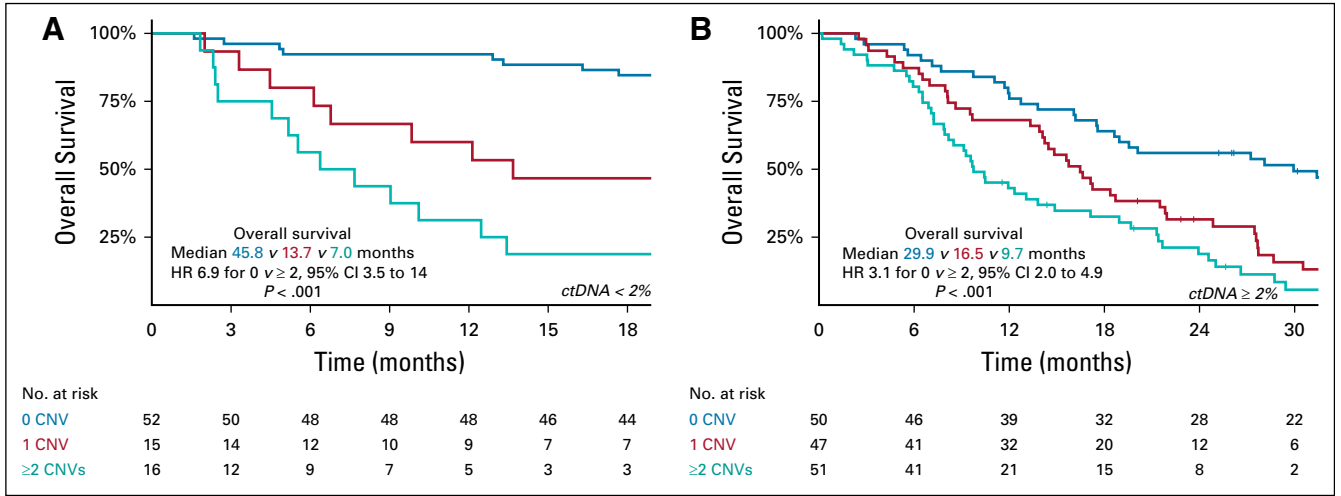 A
Overall Survival
100%
75%
50%
25%
Overall survival
Median 45.8 v 13.7 v 7.0 months
HR 6.9 for 0 v ≥ 2, 95% CI 3.5 to 14
P < .001
ctDNA < 2%
0 3 6 9 12 15 18
Time (months)
No. at risk
0 CNV 52 50 48 48 48 46 44
1 CNV 15 14 12 10 9 7 7
≥2 CNVs 16 12 9 7 5 3 3
B
Overall Survival
100%
75%
50%
25%
Overall survival
Median 29.9 v 16.5 v 9.7 months
HR 3.1 for 0 v ≥ 2, 95% CI 2.0 to 4.9
P < .001
ctDNA ≥ 2%
0 6 12 18 24 30
Time (months)
No. at risk
0 CNV 50 46 39 32 28 22
1 CNV 47 41 32 20 12 6
≥2 CNVs 51 41 21 15 8 2